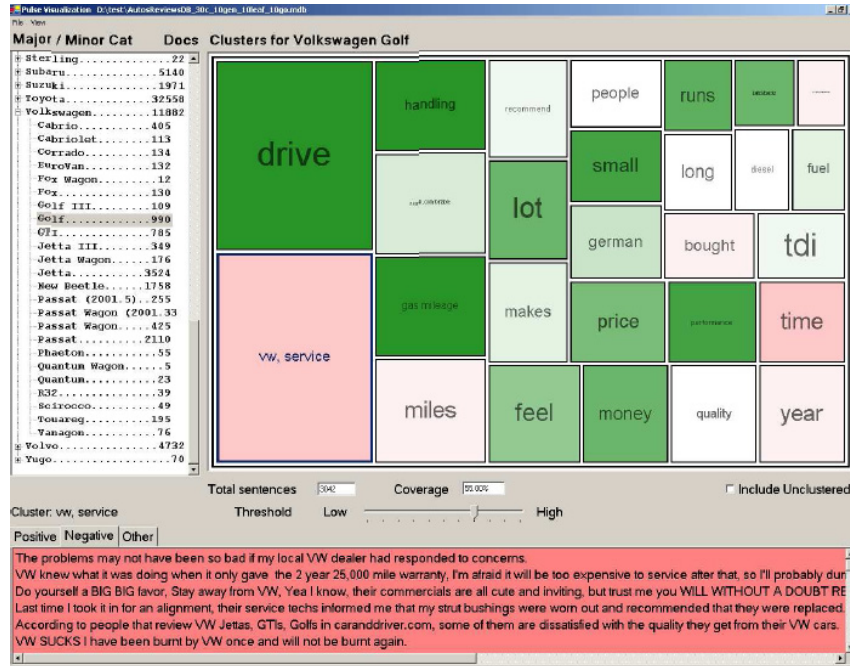 Pulse Visualization D:\test\AutosReviewsDB_30c_10gen_10leaf_10go.mdb
File View
Major / Minor Cat Docs Clusters for Volkswagen Golf
Sterling..............22
Subaru..............5140
Suzuki..............1971
Toyota.............32558
Volkswagen.........11882
Cabrio............405
Cabriolet.........113
Corrado...........134
EuroVan...........132
Fox Wagon..........12
Fox...............130
Golf III..........109
Golf..............990
GTI...............785
Jetta III.........349
Jetta Wagon.......176
Jetta............3524
New Beetle.......1758
Passat (2001.5)..255
Passat Wagon (2001.33
Passat Wagon.....425
Passat...........2110
Phaeton............55
Quantum Wagon.......5
Quantum............23
R32................39
Scirocco...........49
Touareg...........195
Vanagon............76
Volvo..............4732
Yugo.................70
drive
handling
recommend
people
runs
small
long
diesel
fuel
lot
german
bought
tdi
gas mileage
makes
price
performance
time
vw, service
miles
feel
money
quality
year
Total sentences 3042 Coverage 55.00% Include Unclustered
Cluster: vw, service Threshold Low High
Positive Negative Other
The problems may not have been so bad if my local VW dealer had responded to concerns.
VW knew what it was doing when it only gave the 2 year 25,000 mile warranty, I'm afraid it will be too expensive to service after that, so I'll probably dun
Do yourself a BIG BIG favor, Stay away from VW, Yea I know, their commercials are all cute and inviting, but trust me you WILL WITHOUT A DOUBT RE
Last time I took it in for an alignment, their service techs informed me that my strut bushings were worn out and recommended that they were replaced.
According to people that review VW Jettas, GTIs, Golfs in caranddriver.com, some of them are dissatisfied with the quality they get from their VW cars.
VW SUCKS I have been burnt by VW once and will not be burnt again.